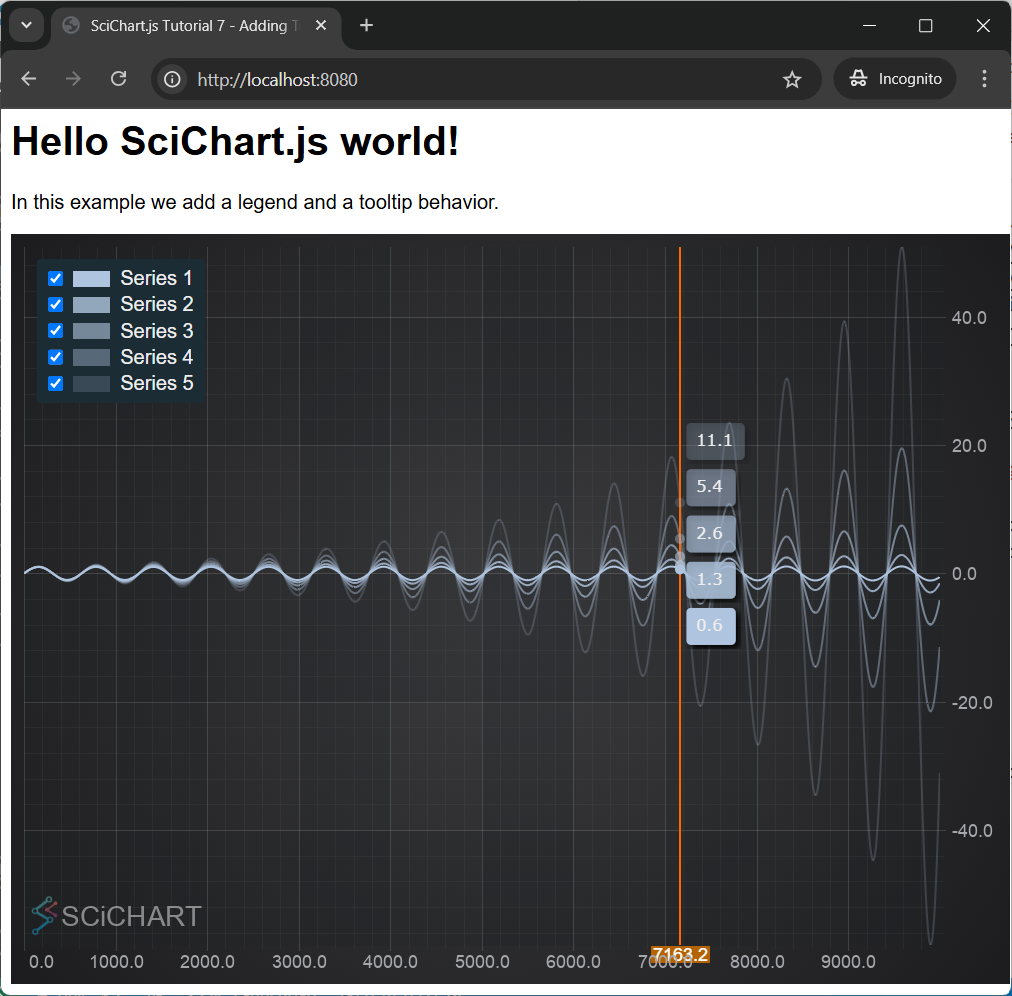 SciChart.js Tutorial 7 - Adding T
http://localhost:8080
Incognito
Hello SciChart.js world!
In this example we add a legend and a tooltip behavior.
Series 1
Series 2
Series 3
Series 4
Series 5
40.0
20.0
0.0
-20.0
-40.0
11.1
5.4
2.6
1.3
0.6
SCiCHART
0.0 1000.0 2000.0 3000.0 4000.0 5000.0 6000.0 7000.0 8000.0 9000.0
7163.2